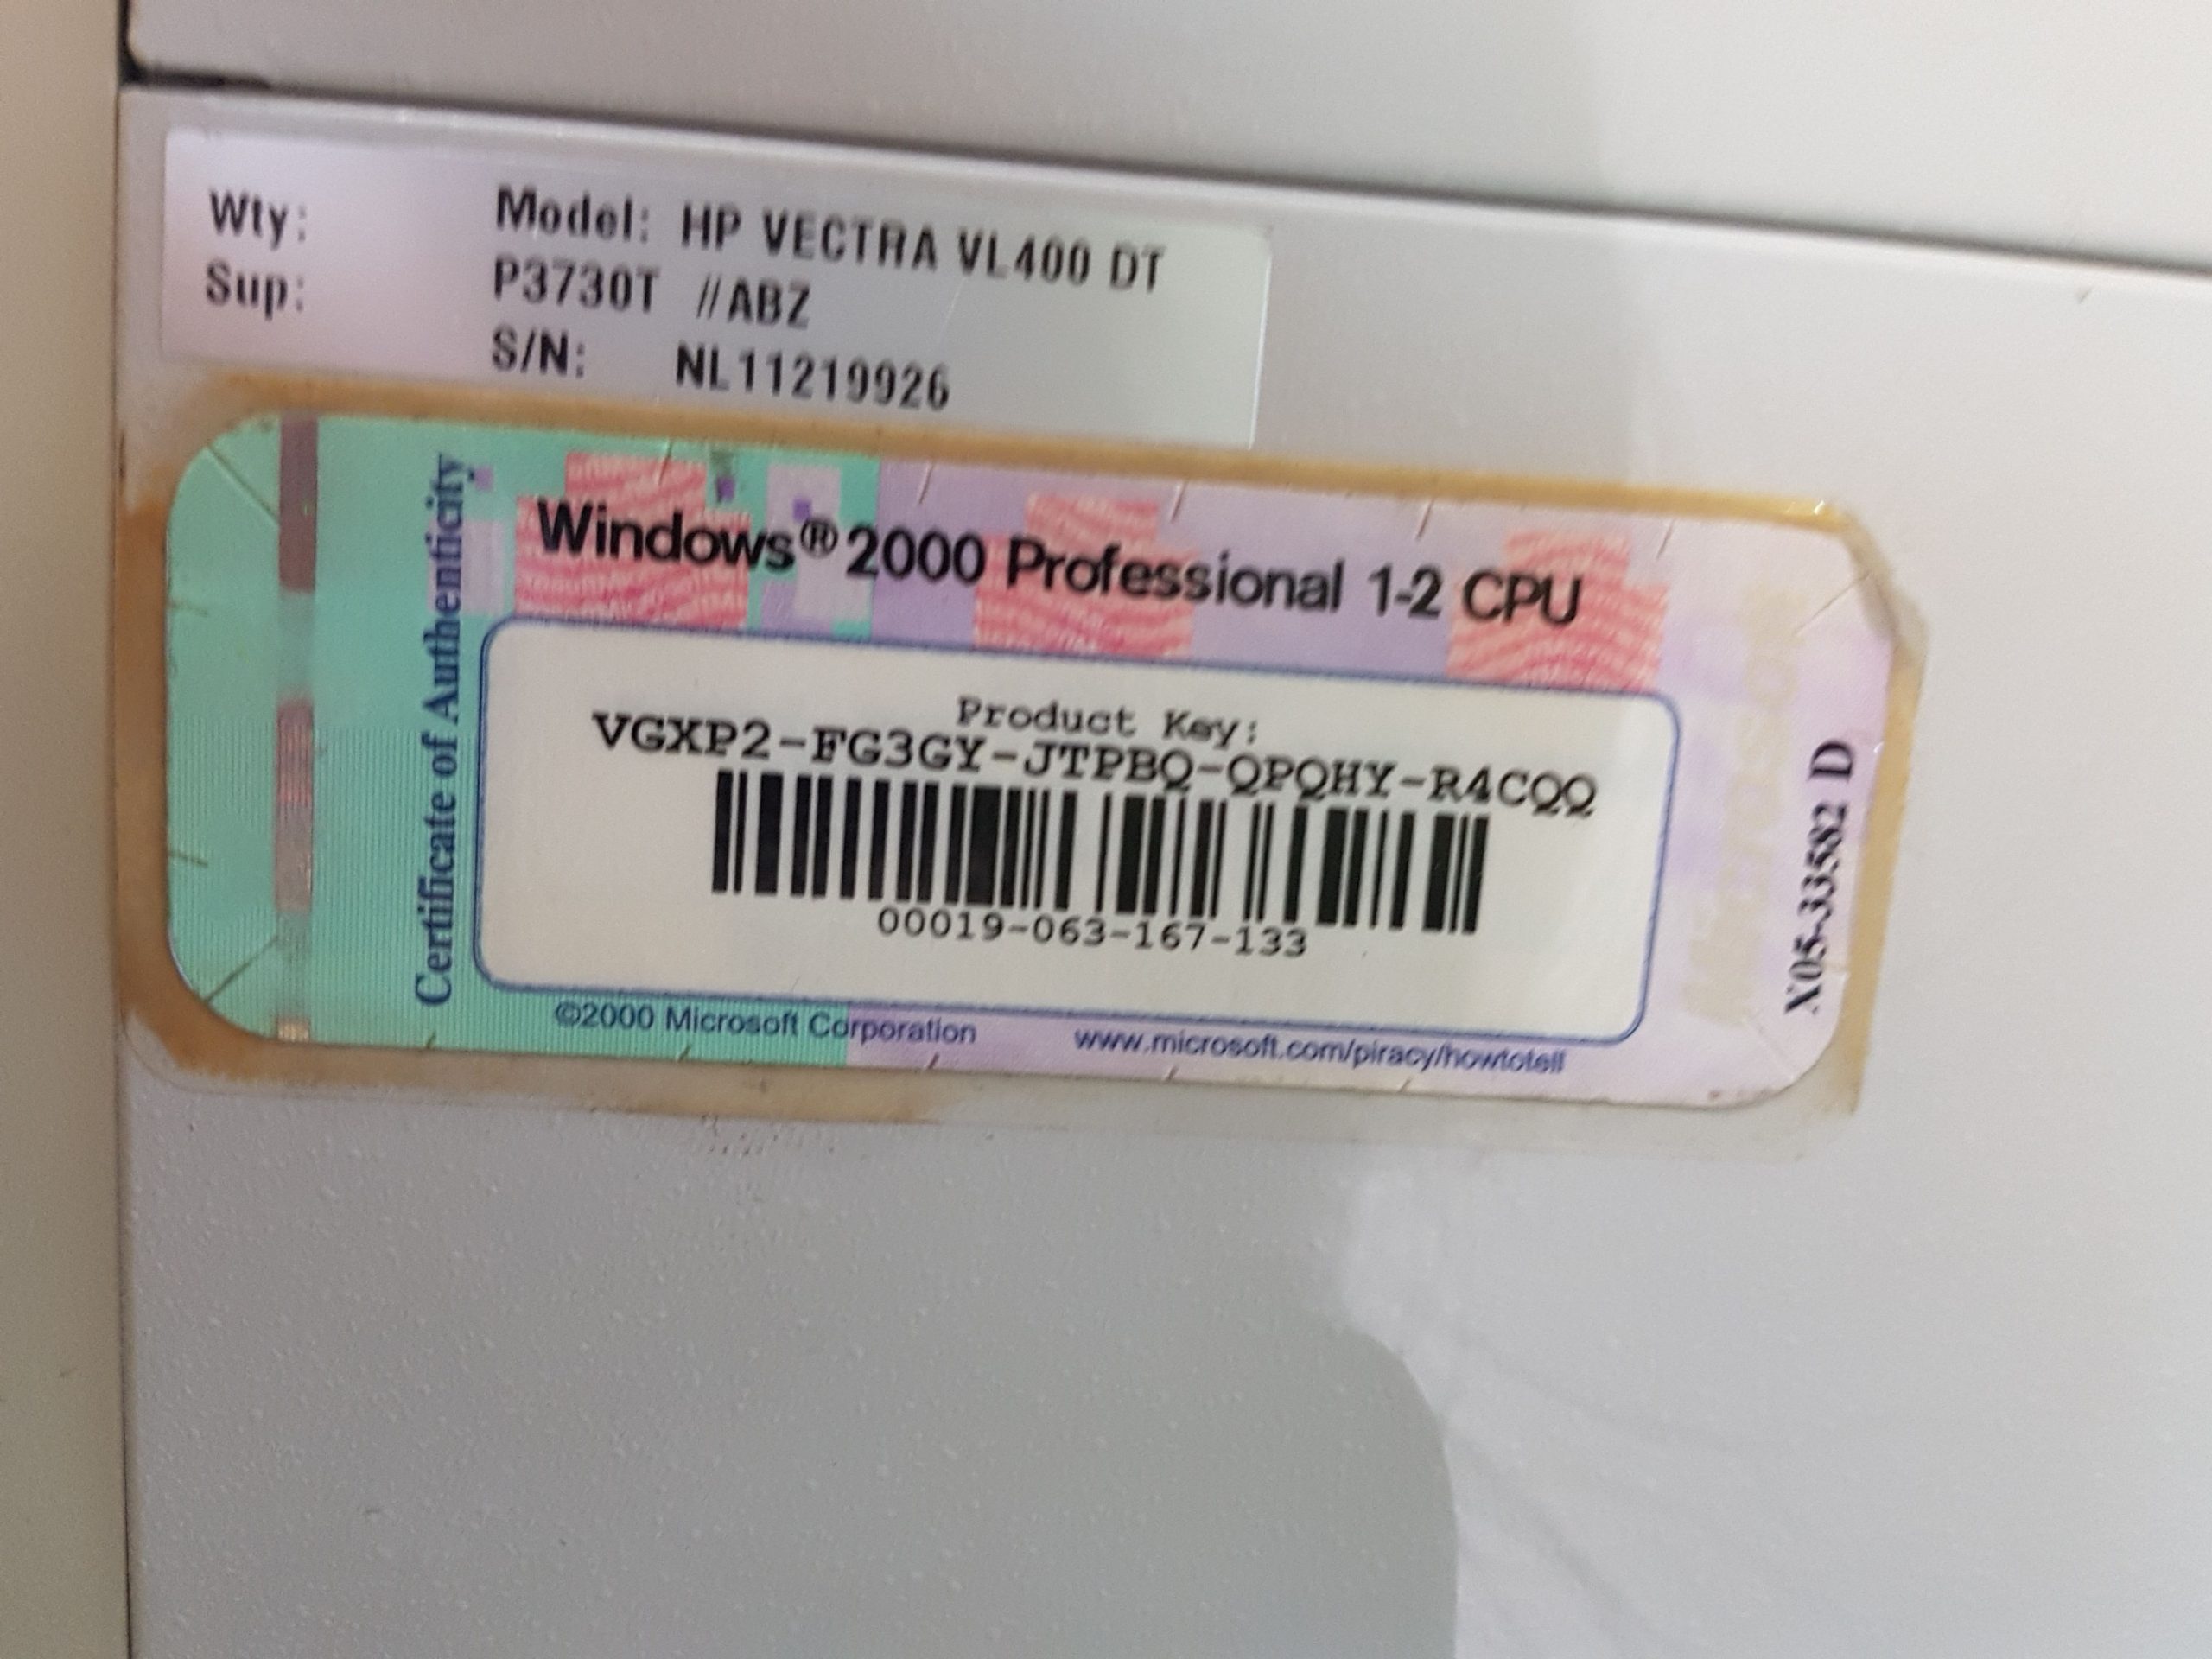 Wty:
Sup:
Model: HP VECTRA VL400 DT
P3730T //ABZ
S/N: NL11219926
Certificate of Authenticity
Windows® 2000 Professional 1-2 CPU
Product Key:
VGXP2-FG3GY-JTPBQ-QPQHY-R4CQQ
00019-063-167-133
©2000 Microsoft Corporation
www.microsoft.com/piracy/howtotell
Microsoft
X05-33582 D